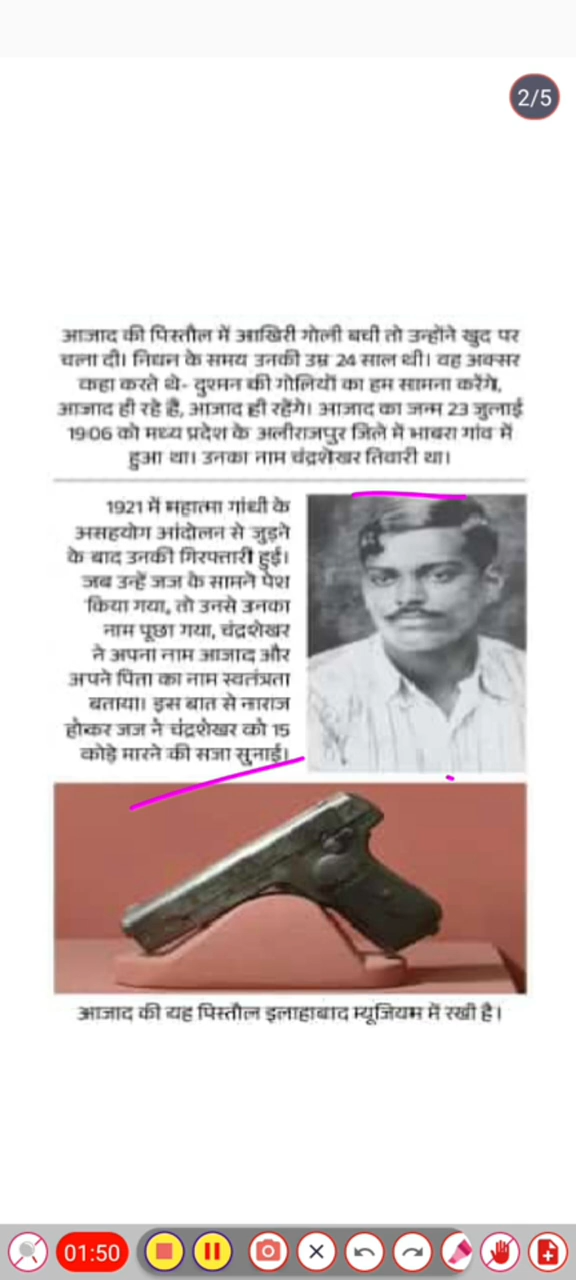 2/5
आजाद की पिस्तौल में आखिरी गोली बची तो उन्होंने खुद पर
चला दी। निधन के समय उनकी उम्र 24 साल थी। वह अक्सर
कहा करते थे- दुश्मन की गोलियों का हम सामना करेंगे,
आजाद ही रहे हैं, आजाद ही रहेंगे। आजाद का जन्म 23 जुलाई
1906 को मध्य प्रदेश के अलीराजपुर जिले में भाबरा गांव में
हुआ था। उनका नाम चंद्रशेखर तिवारी था।
1921 में महात्मा गांधी के
असहयोग आंदोलन से जुड़ने
के बाद उनकी गिरफ्तारी हुई।
जब उन्हें जज के सामने पेश
किया गया, तो उनसे उनका
नाम पूछा गया, चंद्रशेखर
ने अपना नाम आजाद और
अपने पिता का नाम स्वतंत्रता
बताया। इस बात से नाराज
होकर जज ने चंद्रशेखर को 15
कोड़े मारने की सजा सुनाई।
आजाद की यह पिस्तौल इलाहाबाद म्यूजियम में रखी है।
01:50